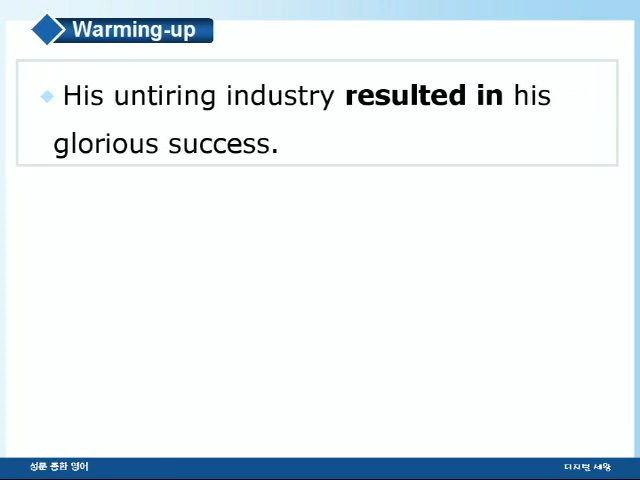 Warming-up
His untiring industry resulted in his
glorious success.
성문 종합 영어
디지털 세왕